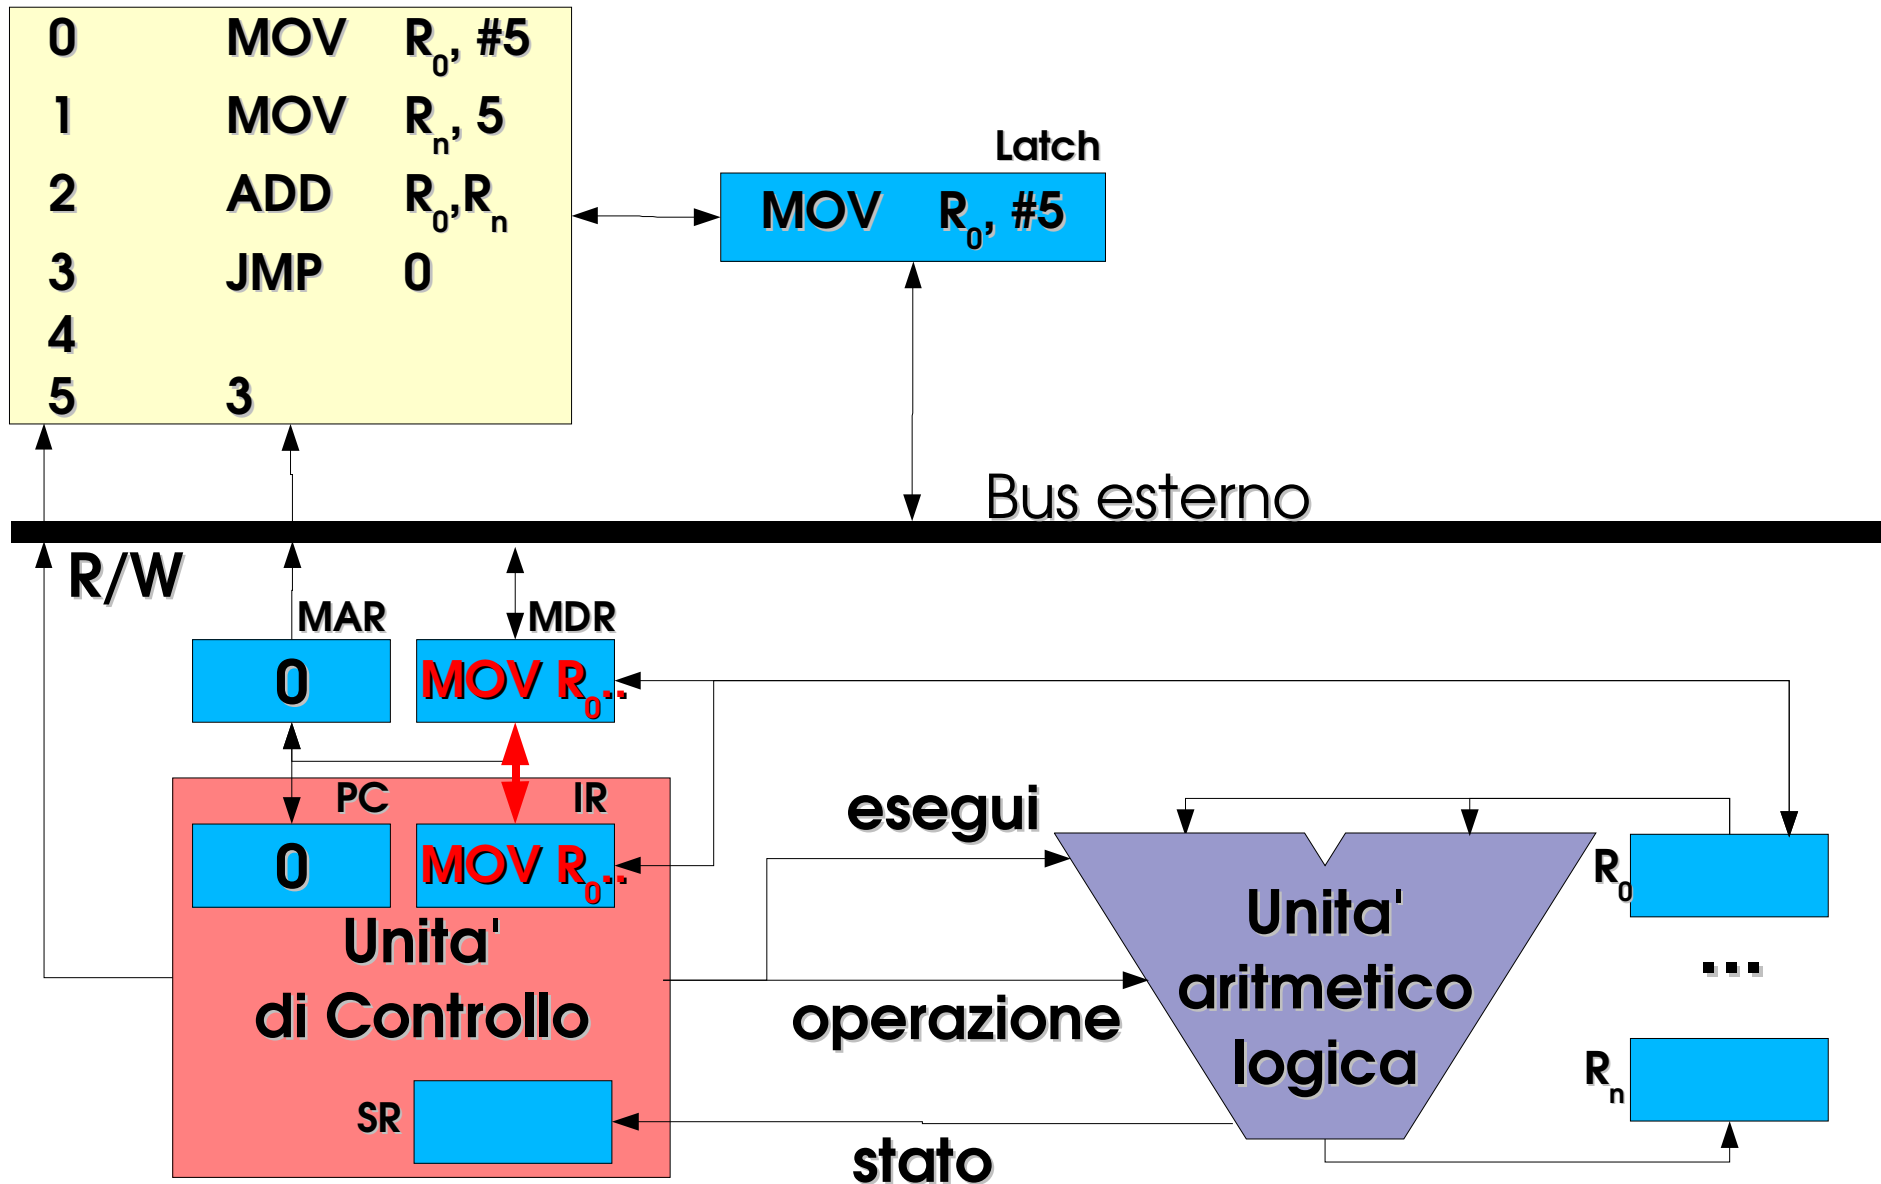 0 MOV R0, #5
1 MOV Rn, 5
2 ADD R0,Rn
3 JMP 0
4
5 3
Latch
MOV R0, #5
Bus esterno
R/W
MAR
MDR
0
MOV R0..
PC
IR
0
MOV R0..
Unita'
di Controllo
SR
esegui
operazione
stato
Unita'
aritmetico
logica
R0
...
Rn